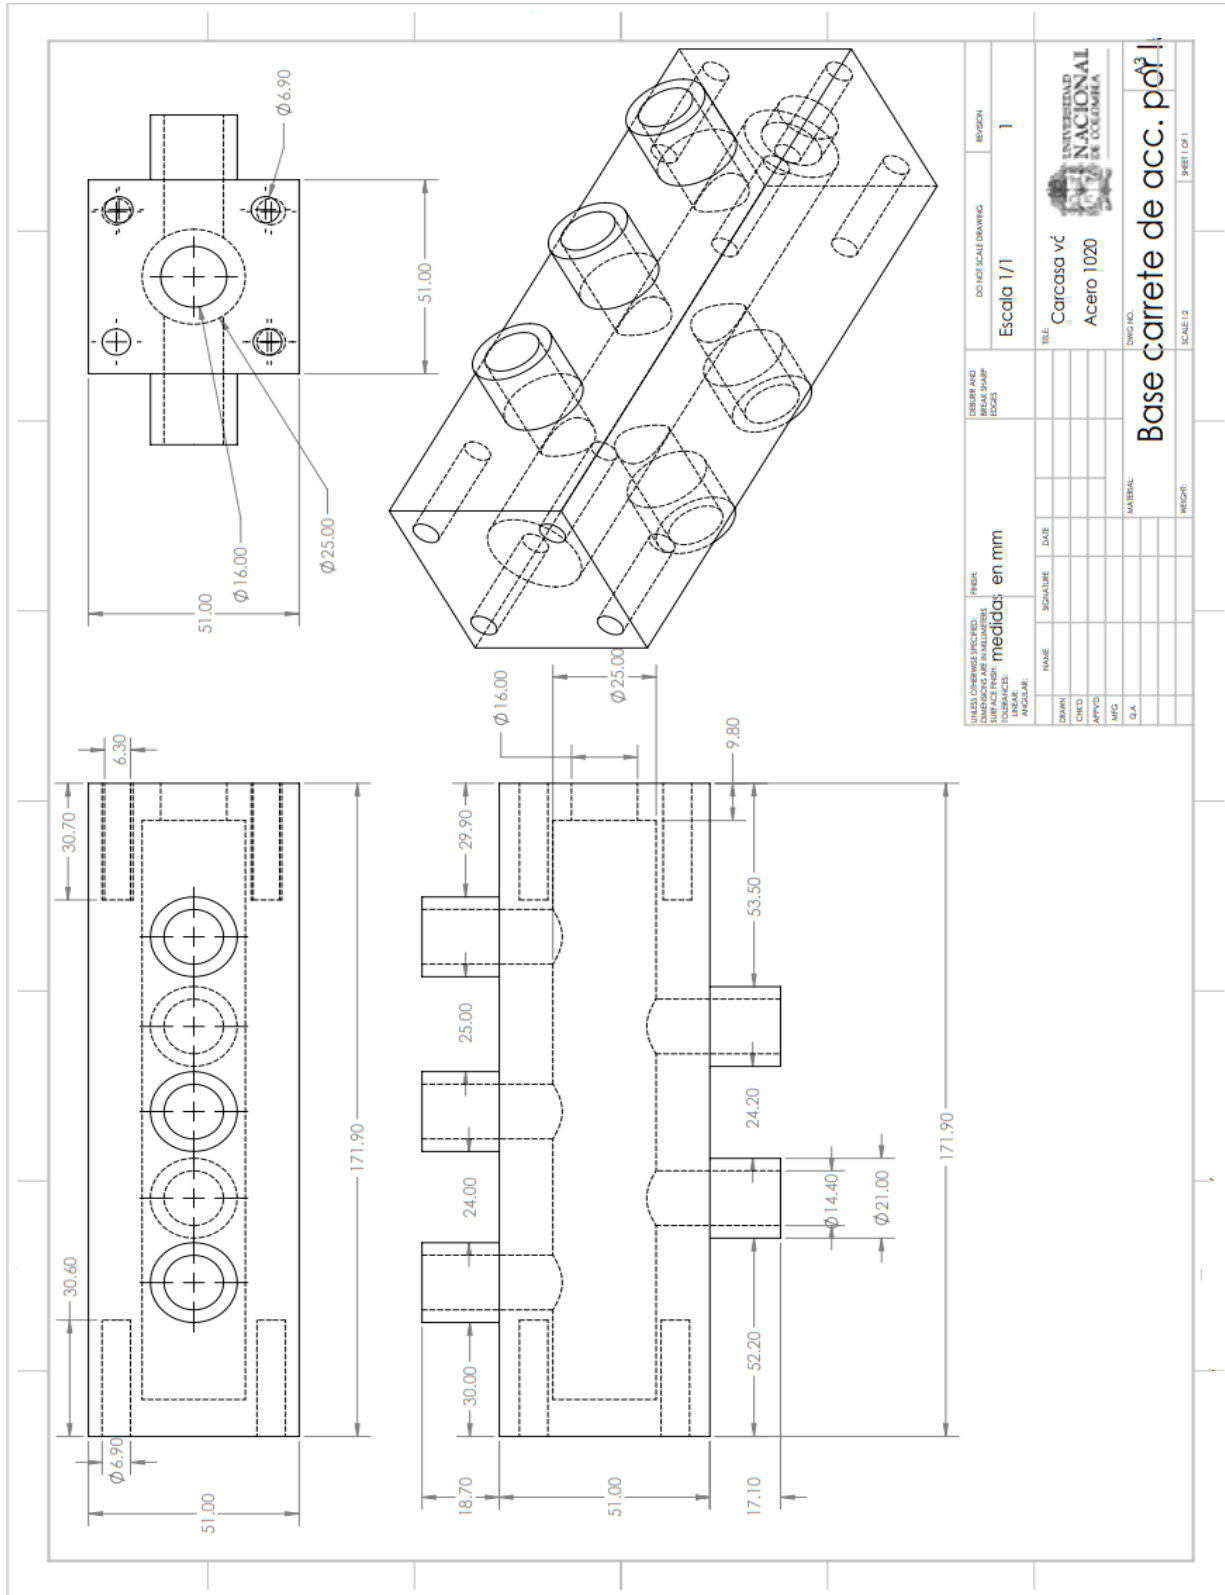 51.00
Ø6.90
30.60
30.70
6.30
171.90
51.00
Ø16.00
Ø25.00
Ø6.90
51.00
18.70
51.00
17.10
30.00
24.00
25.00
29.90
Ø16.00
Ø25.00
9.80
52.20
24.20
53.50
Ø14.40
Ø21.00
171.90
UNLESS OTHERWISE SPECIFIED:
DIMENSIONS ARE IN MILLIMETERS
SURFACE FINISH:
TOLERANCES:
LINEAR:
ANGULAR:
FINISH:
medidas en mm
DEBURR AND
BREAK SHARP
EDGES
DO NOT SCALE DRAWING
REVISION
Escala 1/1
1
NAME
SIGNATURE
DATE
DRAWN
CHK'D
APPV'D
MFG
Q.A
TITLE:
Carcasa vc
Acero 1020
UNIVERSIDAD
NACIONAL
DE COLOMBIA
MATERIAL:
DWG NO.
A3
Base carrete de acc. por
WEIGHT:
SCALE:1:2
SHEET 1 OF 1